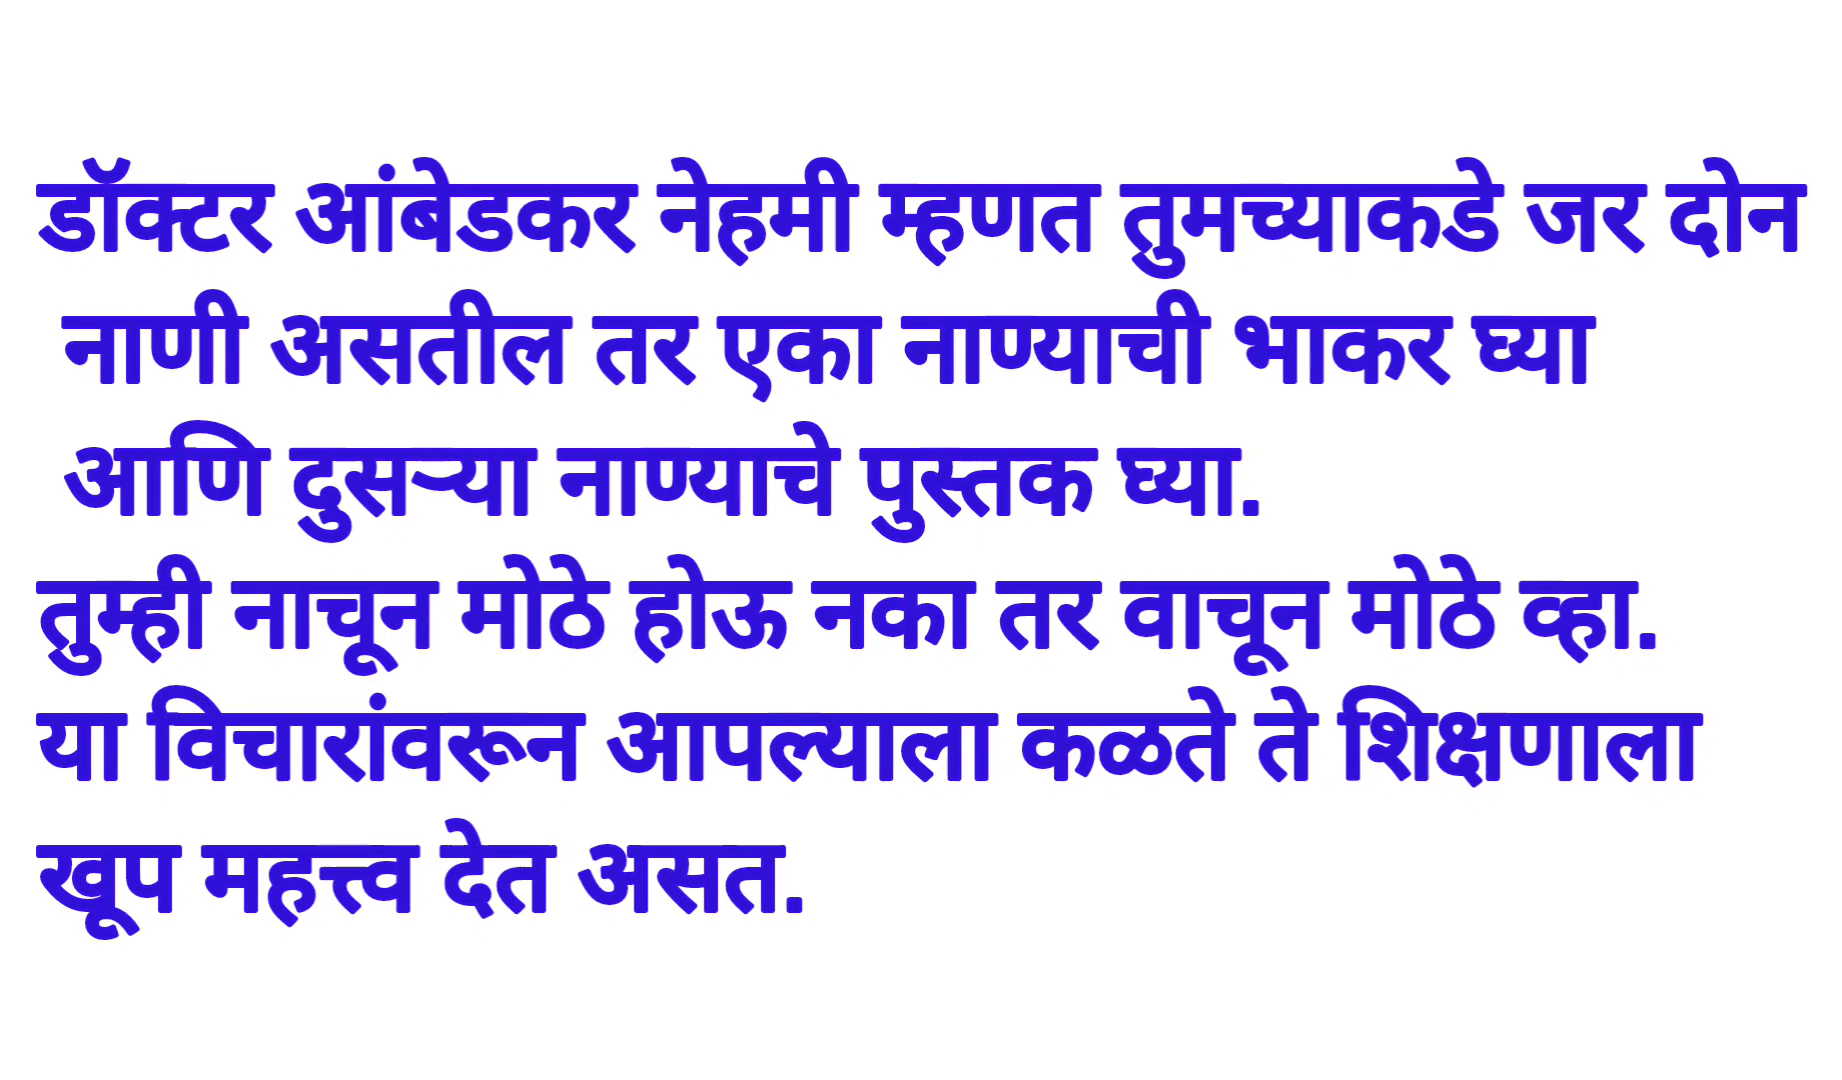 डॉक्टर आंबेडकर नेहमी म्हणत तुमच्याकडे जर दोन
नाणी असतील तर एका नाण्याची भाकर घ्या
आणि दुसऱ्या नाण्याचे पुस्तक घ्या.
तुम्ही नाचून मोठे होऊ नका तर वाचून मोठे व्हा.
या विचारांवरून आपल्याला कळते ते शिक्षणाला
खूप महत्त्व देत असत.